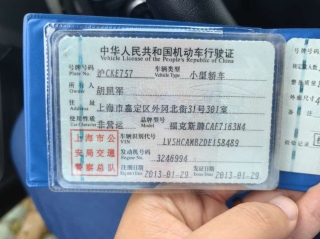 中华人民共和国机动车行驶证
Vehicle License of the People's Republic of China
号牌号码 沪CKE757 车辆类型 小型轿车
Plate No. Vehicle Type
所有人 胡凯军
Owner
住址 上海市嘉定区外冈北街31号301室
Address
使用性质 非营运 品牌型号 福克斯牌CAF7163M4
Use Character Model
上海市公安局交通警察总队
车辆识别代号 LVSHCAMB2DE158489
VIN
发动机号码 3246994
Engine No.
注册日期 2013-01-29 发证日期 2013-01-29
Register Date Issue Date